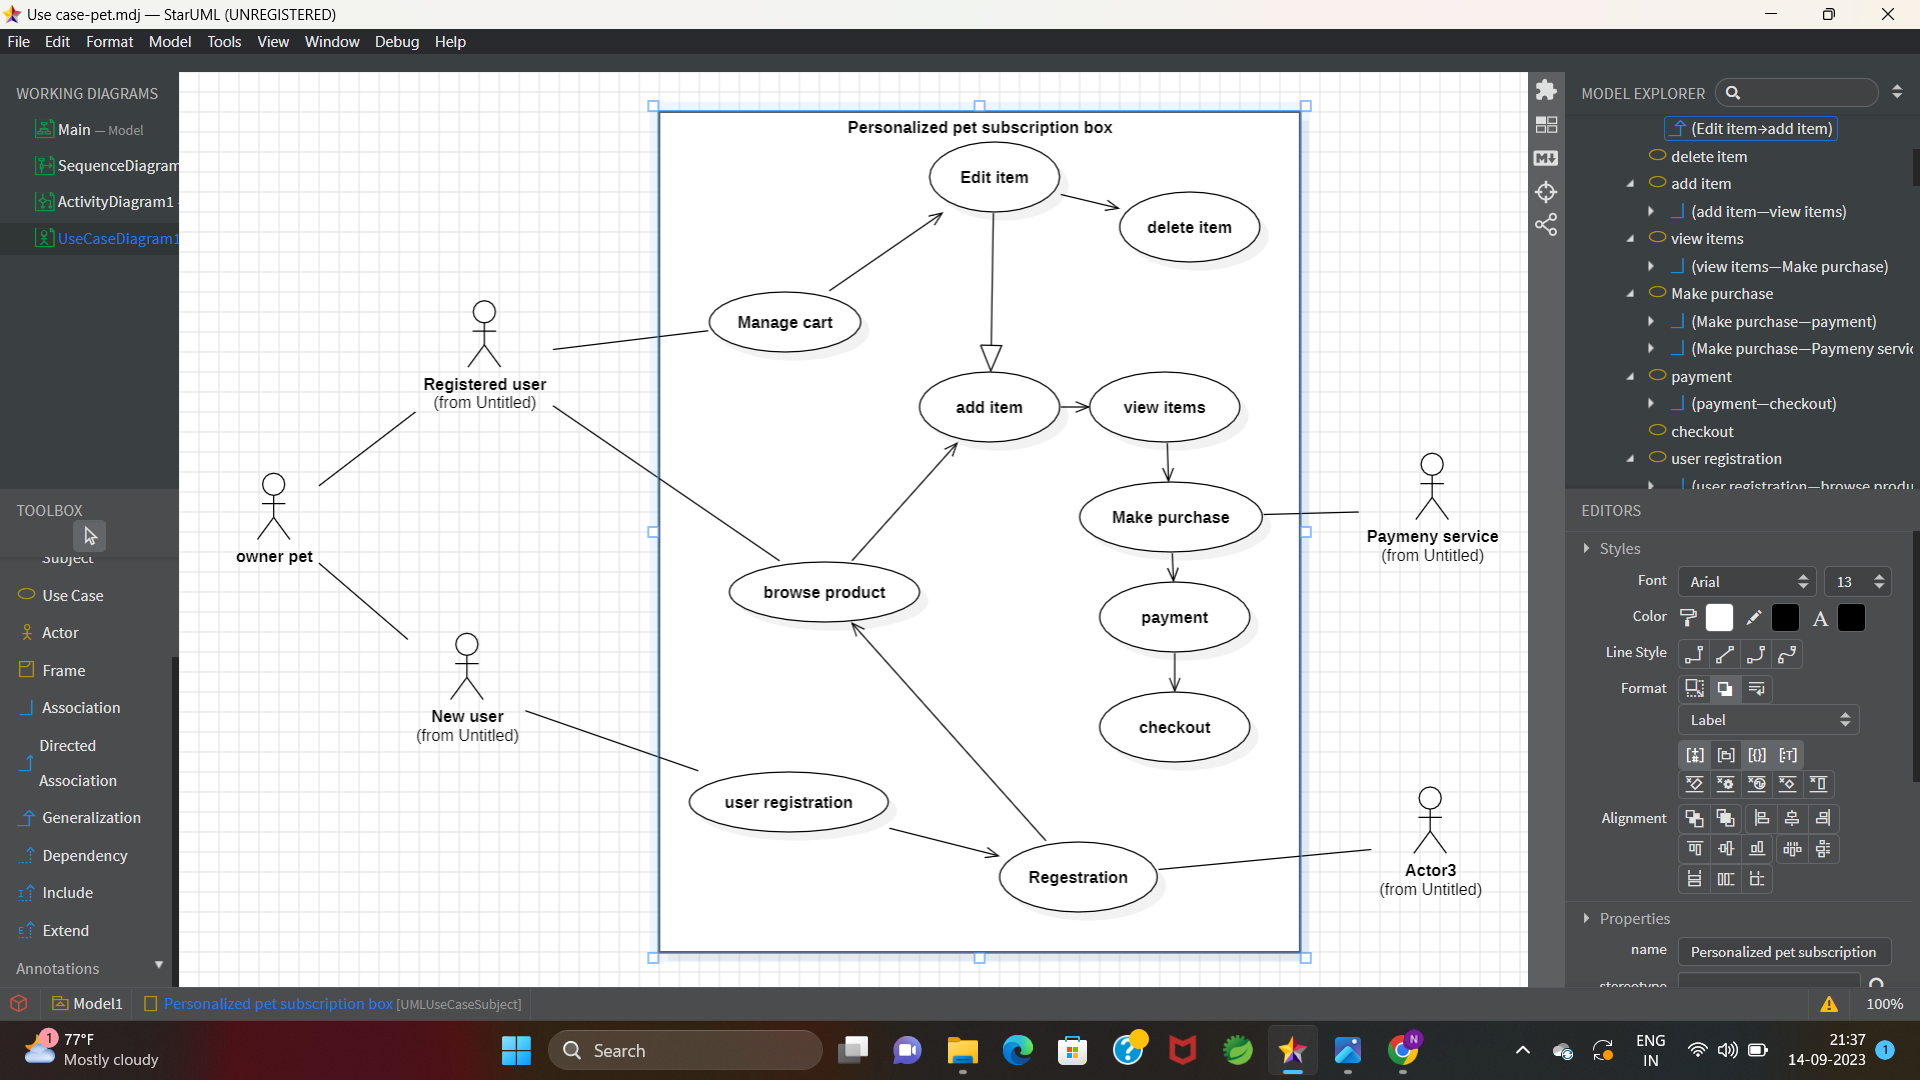 Use case-pet.mdj — StarUML (UNREGISTERED)
File Edit Format Model Tools View Window Debug Help
WORKING DIAGRAMS
Main — Model
SequenceDiagram
ActivityDiagram1
UseCaseDiagram1
TOOLBOX
Subject
Use Case
Actor
Frame
Association
Directed
Association
Generalization
Dependency
Include
Extend
Annotations
Personalized pet subscription box
Edit item
delete item
Manage cart
Registered user
(from Untitled)
add item
view items
owner pet
Make purchase
Paymeny service
(from Untitled)
browse product
payment
New user
(from Untitled)
checkout
user registration
Regestration
Actor3
(from Untitled)
MODEL EXPLORER
(Edit item→add item)
delete item
add item
(add item—view items)
view items
(view items—Make purchase)
Make purchase
(Make purchase—payment)
(Make purchase—Paymeny servic
payment
(payment—checkout)
checkout
user registration
(user registration—browse produ
EDITORS
Styles
Font Arial 13
Color A
Line Style
Format
Label
Alignment
Properties
name Personalized pet subscription
stereotype
Model1 Personalized pet subscription box [UMLUseCaseSubject]
100%
1
77°F
Mostly cloudy
Search
N
ENG
IN
21:37
14-09-2023
1